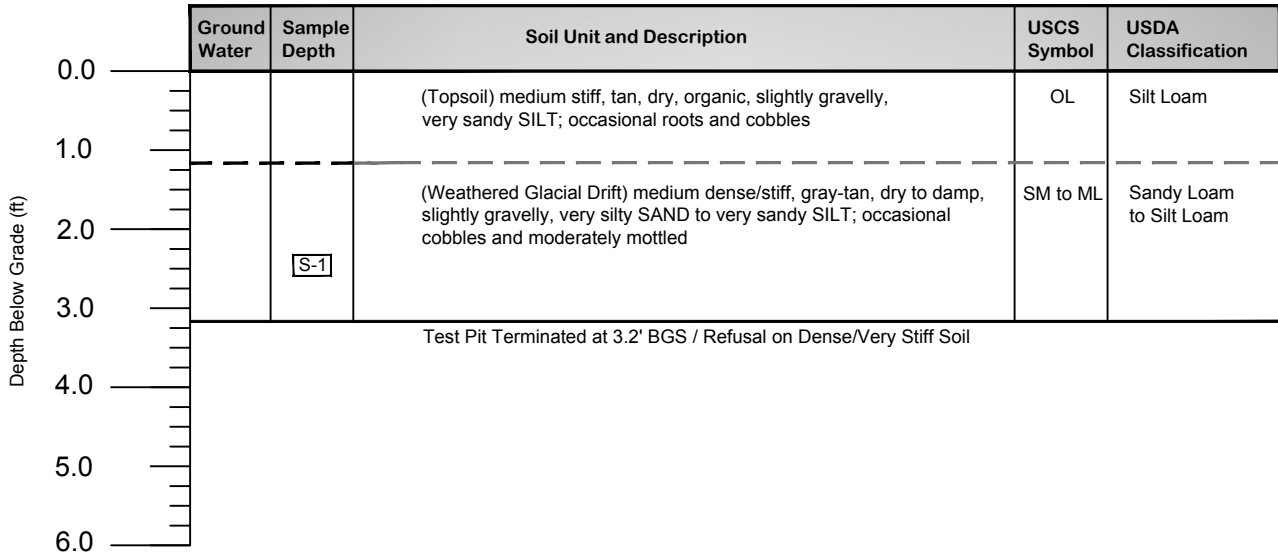 Ground Water
Sample Depth
Soil Unit and Description
USCS Symbol
USDA Classification
Depth Below Grade (ft)
0.0
(Topsoil) medium stiff, tan, dry, organic, slightly gravelly,
very sandy SILT; occasional roots and cobbles
OL
Silt Loam
1.0
(Weathered Glacial Drift) medium dense/stiff, gray-tan, dry to damp,
slightly gravelly, very silty SAND to very sandy SILT; occasional
cobbles and moderately mottled
SM to ML
Sandy Loam
to Silt Loam
2.0
S-1
3.0
Test Pit Terminated at 3.2' BGS / Refusal on Dense/Very Stiff Soil
4.0
5.0
6.0